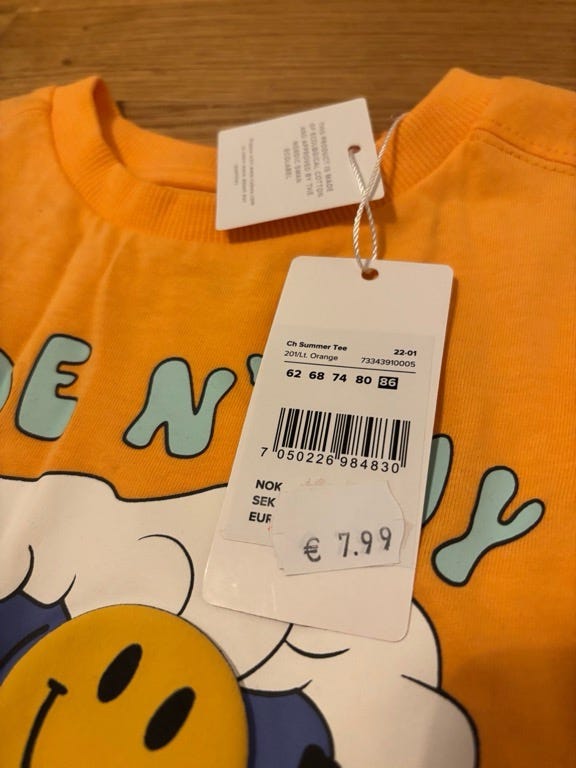 THIS PRODUCT IS MADE
OF ECOLOGICAL COTTON
AND APPROVED BY THE
NORDIC SWAN
ECOLABEL
Ch Summer Tee 22-01
201/Lt. Orange 73343910005
62 68 74 80 86
7 050226 984830
NOK
SEK
EUR
€ 7.99
DE N'
Y